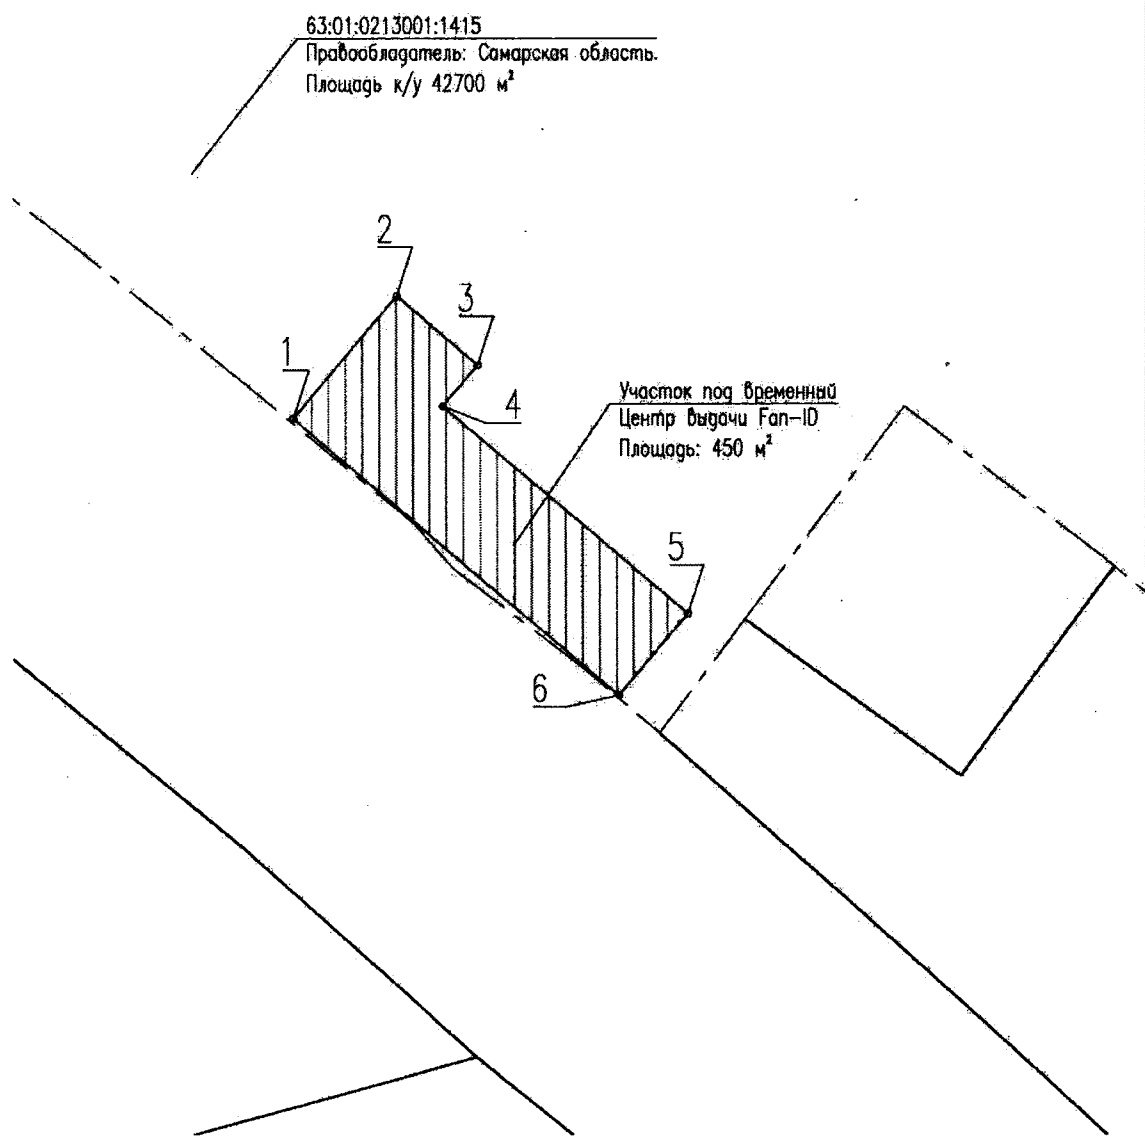 63:01:0213001:1415
Правообладатель: Самарская область.
Площадь к/у 42700 м²
2
3
1
4
Участок под временный
Центр выдачи Fan-ID
Площадь: 450 м²
5
6